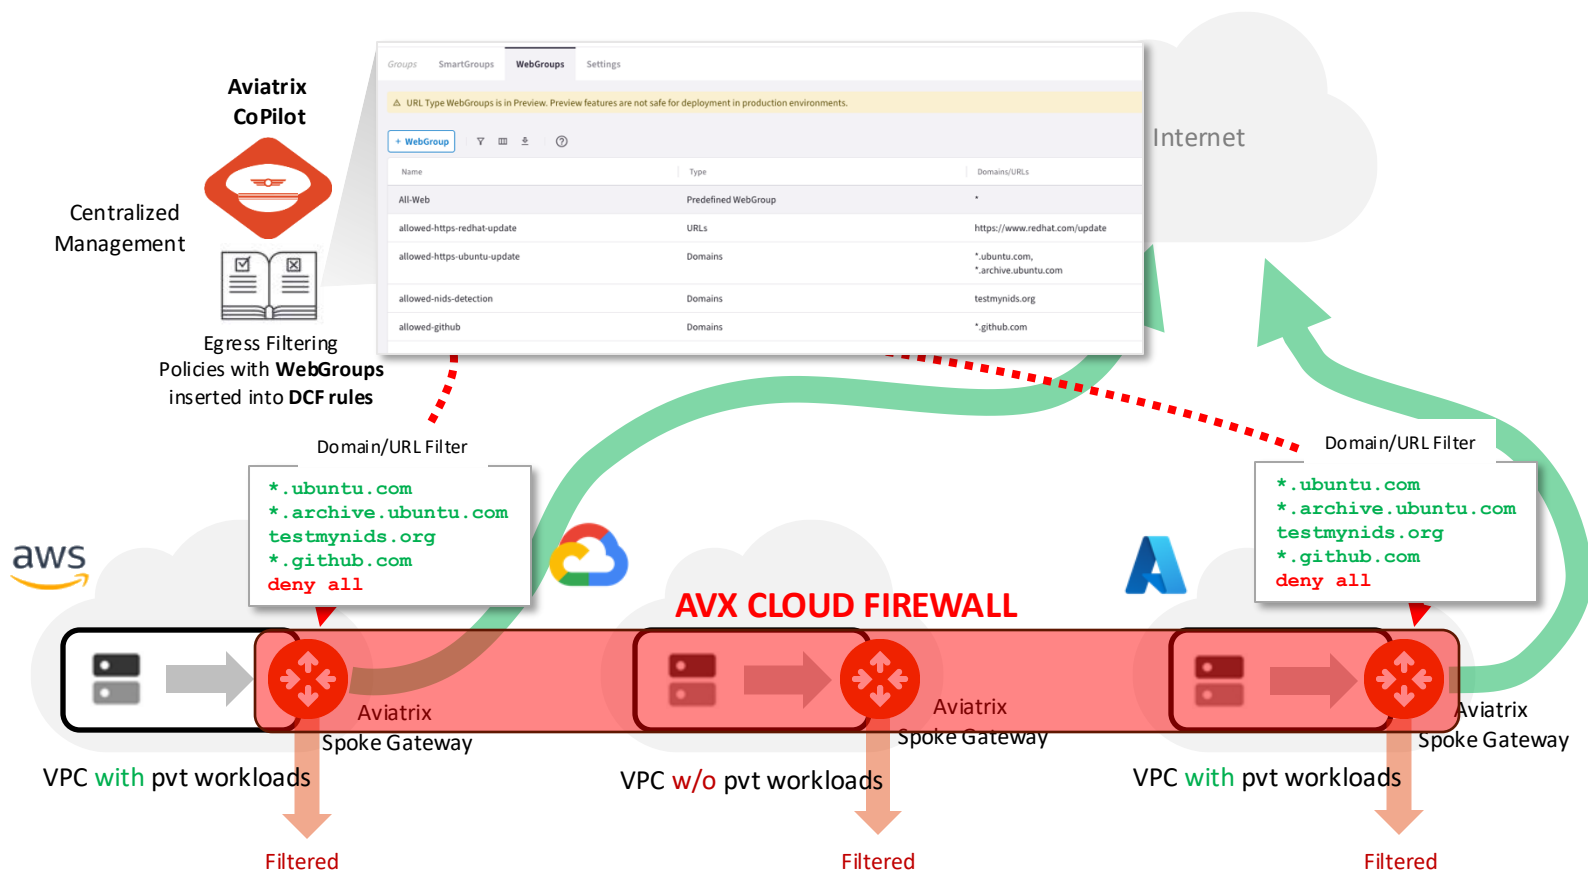 Aviatrix
CoPilot
Centralized
Management
Egress Filtering
Policies with WebGroups
inserted into DCF rules
Groups SmartGroups WebGroups Settings
URL Type WebGroups is in Preview. Preview features are not safe for deployment in production environments.
+ WebGroup
Name Type Domains/URLs
All-Web Predefined WebGroup *
allowed-https-redhat-update URLs https://www.redhat.com/update
allowed-https-ubuntu-update Domains *.ubuntu.com,
*.archive.ubuntu.com
allowed-nids-detection Domains testmynids.org
allowed-github Domains *.github.com
Internet
Domain/URL Filter
*.ubuntu.com
*.archive.ubuntu.com
testmynids.org
*.github.com
deny all
Domain/URL Filter
*.ubuntu.com
*.archive.ubuntu.com
testmynids.org
*.github.com
deny all
aws
AVX CLOUD FIREWALL
Aviatrix
Spoke Gateway
Aviatrix
Spoke Gateway
Aviatrix
Spoke Gateway
VPC with pvt workloads
VPC w/o pvt workloads
VPC with pvt workloads
Filtered
Filtered
Filtered